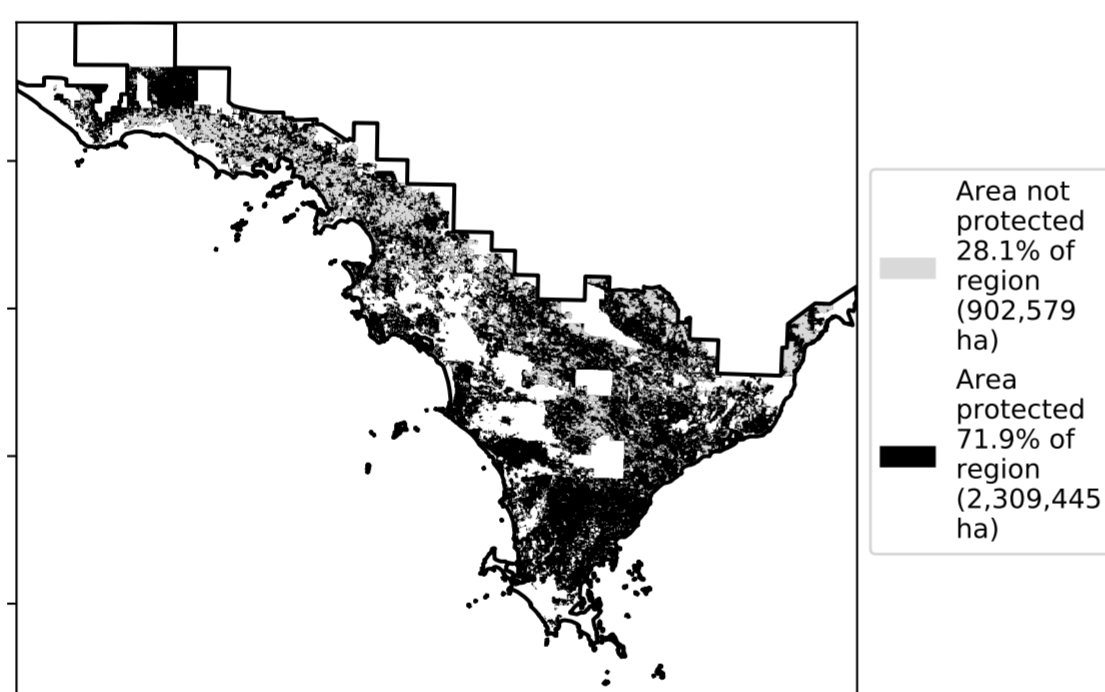 Area not
protected
28.1% of
region
(902,579
ha)
Area
protected
71.9% of
region
(2,309,445
ha)